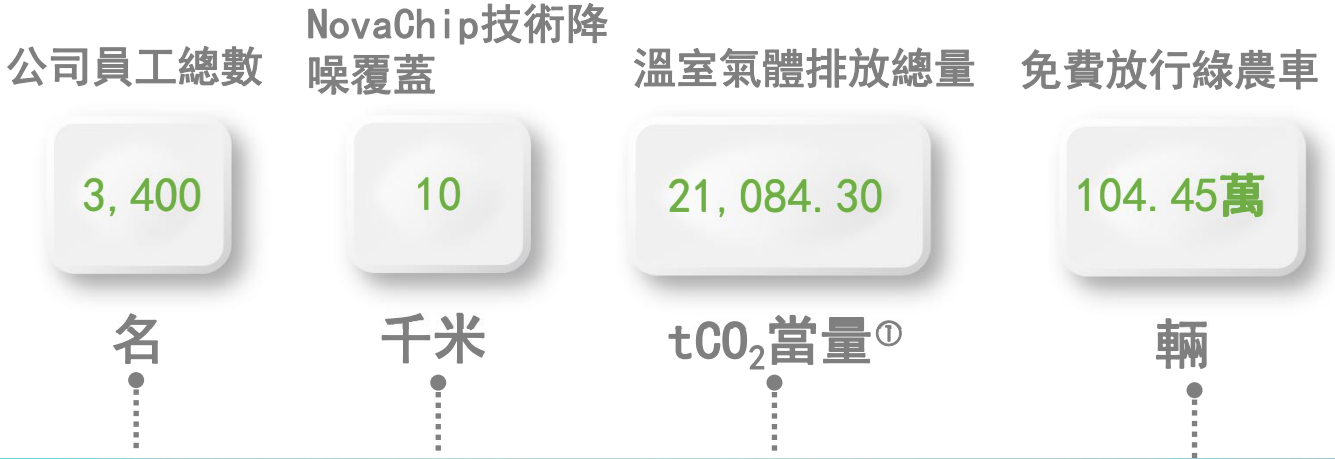 公司員工總數
NovaChip技術降
噪覆蓋
溫室氣體排放總量
免費放行綠農車
3,400
10
21,084.30
104.45萬
名
千米
tCO₂當量①
輛